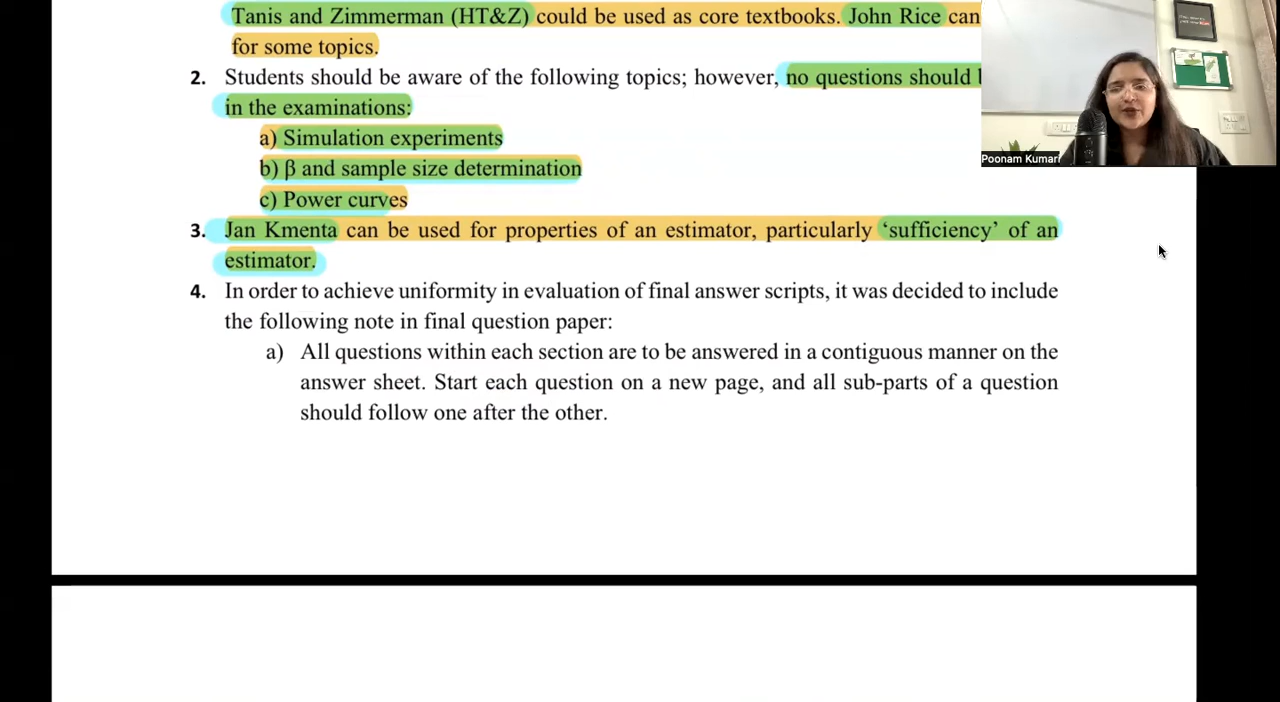 Tanis and Zimmerman (HT&Z) could be used as core textbooks. John Rice can
for some topics.
2. Students should be aware of the following topics; however, no questions should
in the examinations:
a) Simulation experiments
b) β and sample size determination
c) Power curves
3. Jan Kmenta can be used for properties of an estimator, particularly ‘sufficiency’ of an
estimator.
4. In order to achieve uniformity in evaluation of final answer scripts, it was decided to include
the following note in final question paper:
a) All questions within each section are to be answered in a contiguous manner on the
answer sheet. Start each question on a new page, and all sub-parts of a question
should follow one after the other.
Poonam Kumari